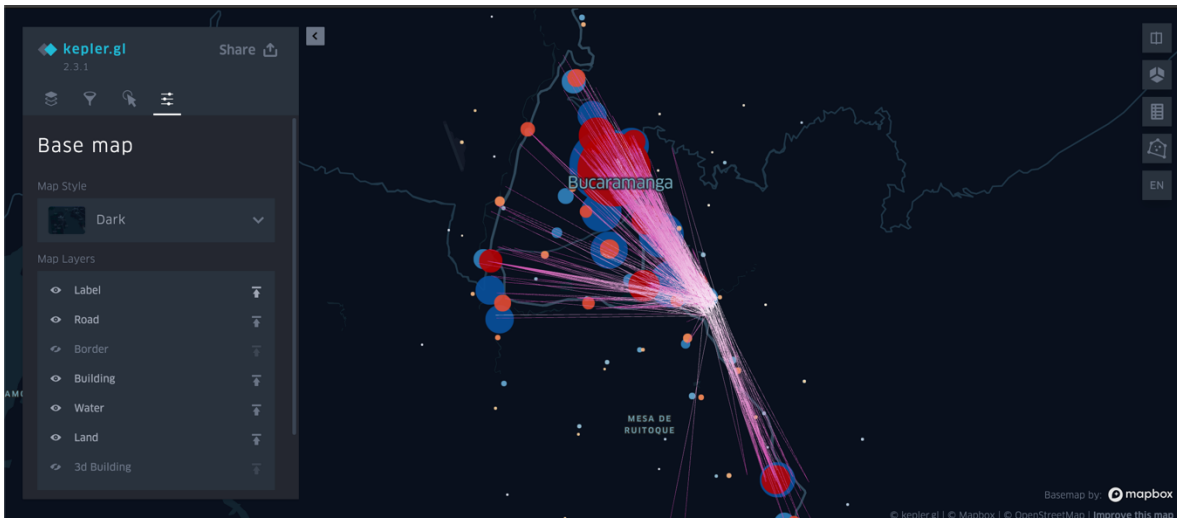 kepler.gl
2.3.1
Share
Base map
Map Style
Dark
Map Layers
Label
Road
Border
Building
Water
Land
3d Building
Bucaramanga
MESA DE
RUITOQUE
EN
Basemap by: mapbox
© kepler.gl | © Mapbox | © OpenStreetMap | Improve this map